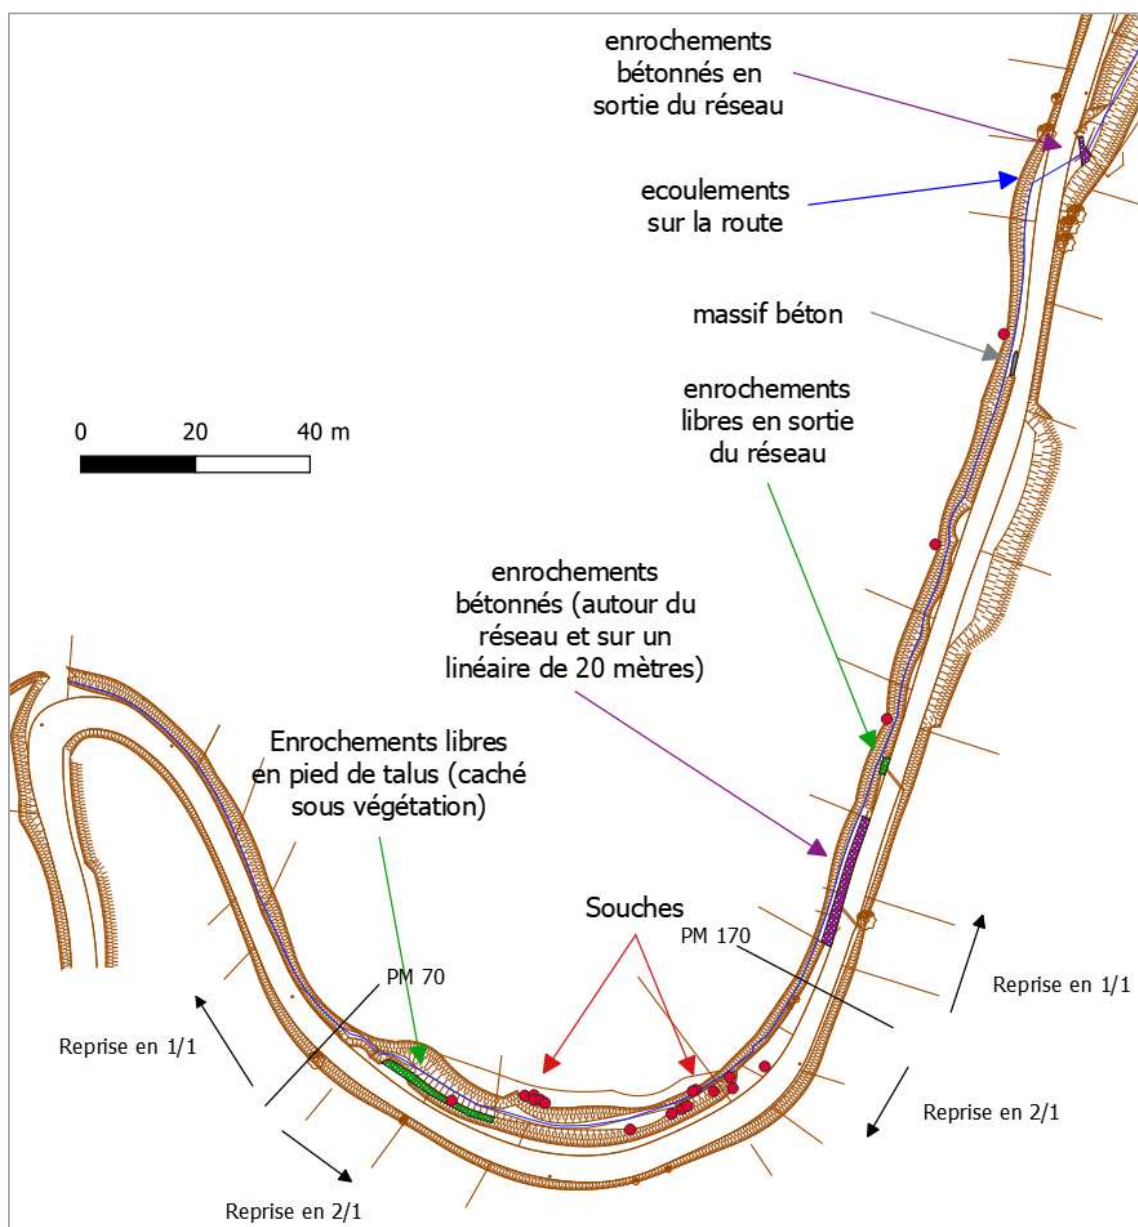 enrochements
bétonnés en
sortie du réseau
ecoulements
sur la route
massif béton
enrochements
libres en sortie
du réseau
0 20 40 m
enrochements
bétonnés (autour du
réseau et sur un
linéaire de 20 mètres)
Enrochements libres
en pied de talus (caché
sous végétation)
Souches
PM 170
PM 70
Reprise en 1/1
Reprise en 1/1
Reprise en 2/1
Reprise en 2/1